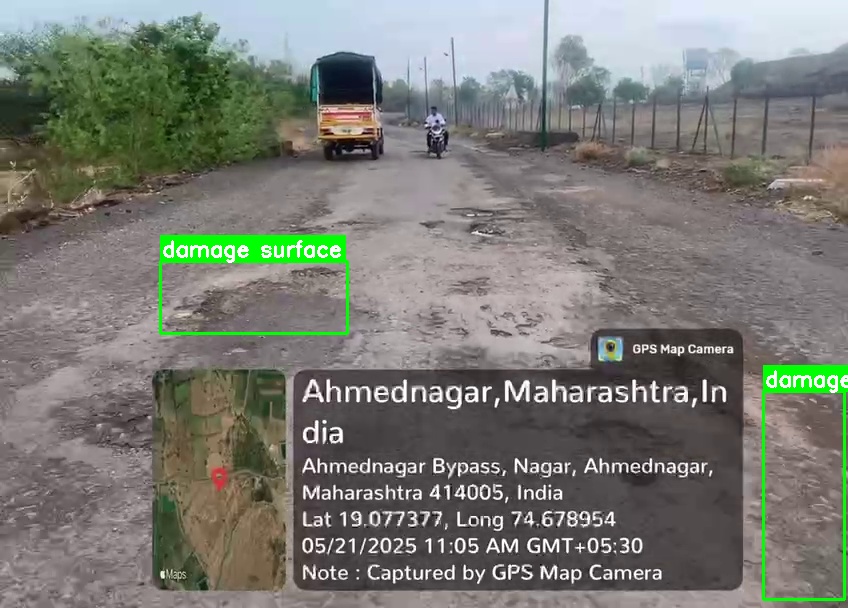 damage surface
GPS Map Camera
damage
Ahmednagar,Maharashtra,In
dia
Ahmednagar Bypass, Nagar, Ahmednagar,
Maharashtra 414005, India
Lat 19.077377, Long 74.678954
05/21/2025 11:05 AM GMT+05:30
Note : Captured by GPS Map Camera
Maps